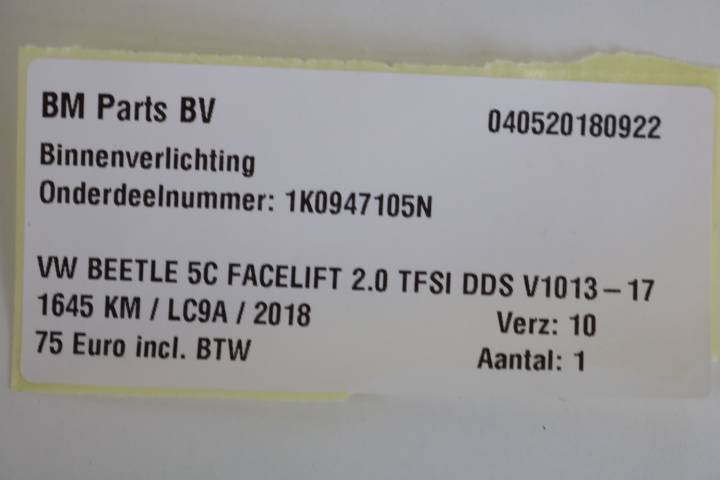 BM Parts BV 040520180922
Binnenverlichting
Onderdeelnummer: 1K0947105N
VW BEETLE 5C FACELIFT 2.0 TFSI DDS V1013-17
1645 KM / LC9A / 2018 Verz: 10
75 Euro incl. BTW Aantal: 1